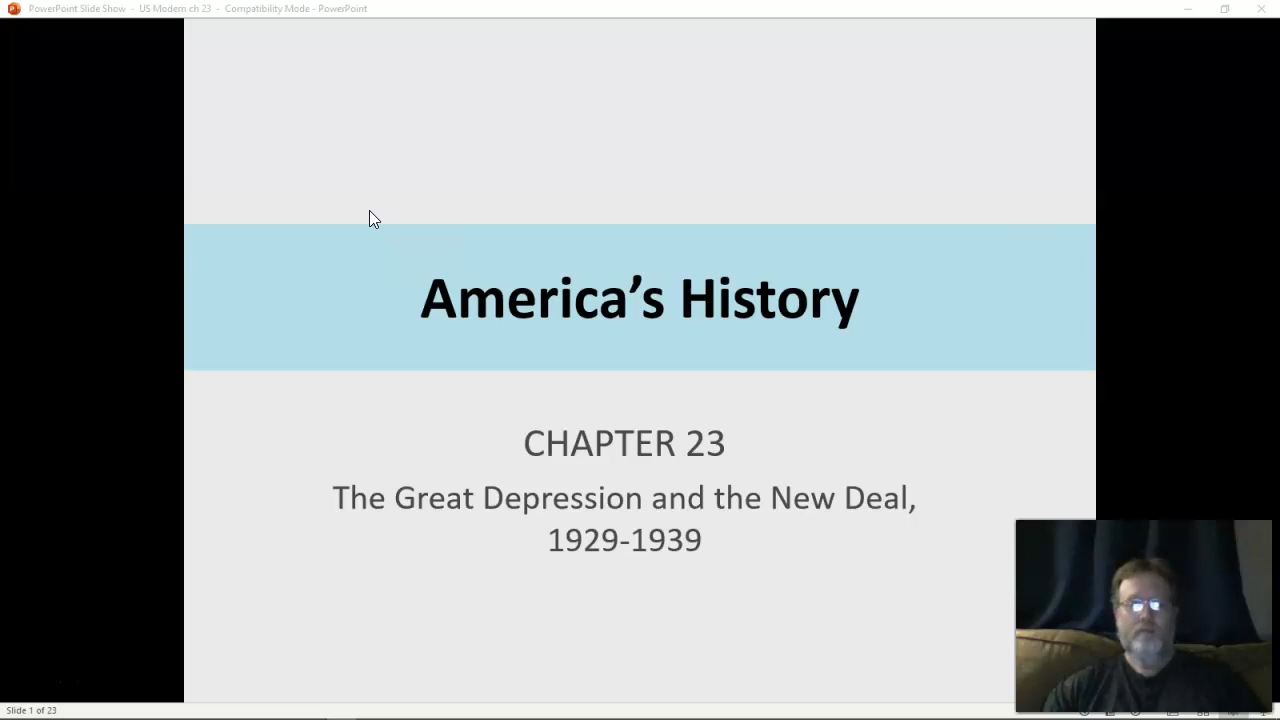 PowerPoint Slide Show - US Modern ch 23 - Compatibility Mode - PowerPoint
America’s History
CHAPTER 23
The Great Depression and the New Deal,
1929-1939
Slide 1 of 23